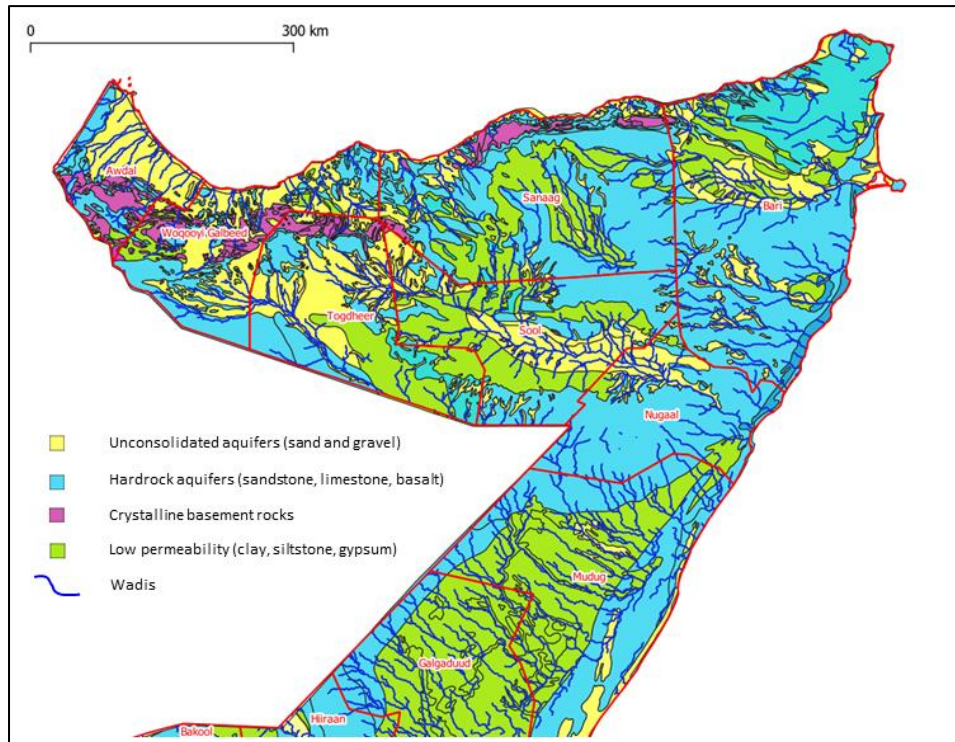 0 300 km
Awdal
Woqooyi Galbeed
Sanaag
Bari
Togdheer
Sool
Nugaal
Unconsolidated aquifers (sand and gravel)
Hardrock aquifers (sandstone, limestone, basalt)
Crystalline basement rocks
Low permeability (clay, siltstone, gypsum)
Wadis
Mudug
Galgaduud
Hiiraan
Bakool